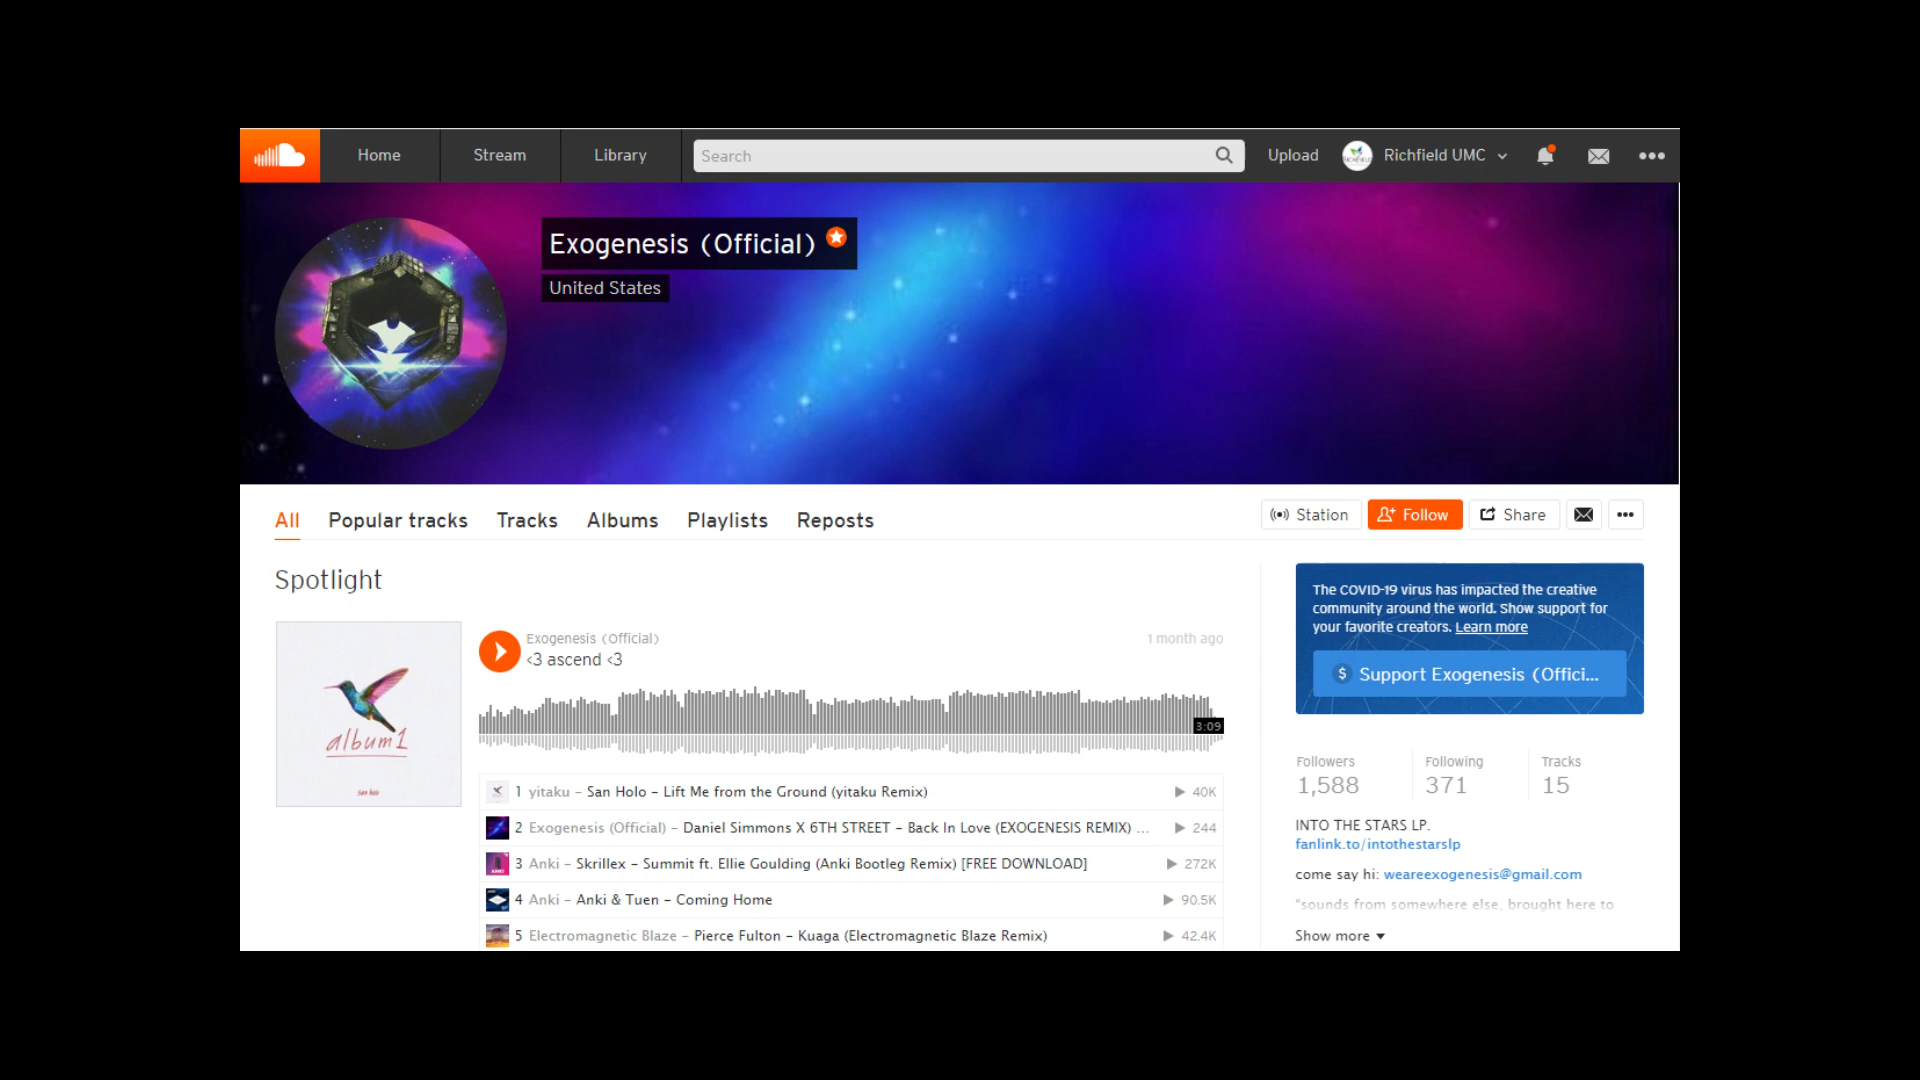 Home
Stream
Library
Search
Upload
Richfield UMC
Exogenesis (Official)
United States
All
Popular tracks
Tracks
Albums
Playlists
Reposts
Station
Follow
Share
Spotlight
album1
san holo
Exogenesis (Official)
1 month ago
<3 ascend <3
3:09
1 yitaku – San Holo – Lift Me from the Ground (yitaku Remix) 40K
2 Exogenesis (Official) – Daniel Simmons X 6TH STREET – Back In Love (EXOGENESIS REMIX) ... 244
3 Anki – Skrillex – Summit ft. Ellie Goulding (Anki Bootleg Remix) [FREE DOWNLOAD] 272K
4 Anki – Anki & Tuen – Coming Home 90.5K
5 Electromagnetic Blaze – Pierce Fulton – Kuaga (Electromagnetic Blaze Remix) 42.4K
The COVID-19 virus has impacted the creative
community around the world. Show support for
your favorite creators. Learn more
$ Support Exogenesis (Offici...
Followers
1,588
Following
371
Tracks
15
INTO THE STARS LP.
fanlink.to/intothestarslp
come say hi: weareexogenesis@gmail.com
"sounds from somewhere else, brought here to
Show more